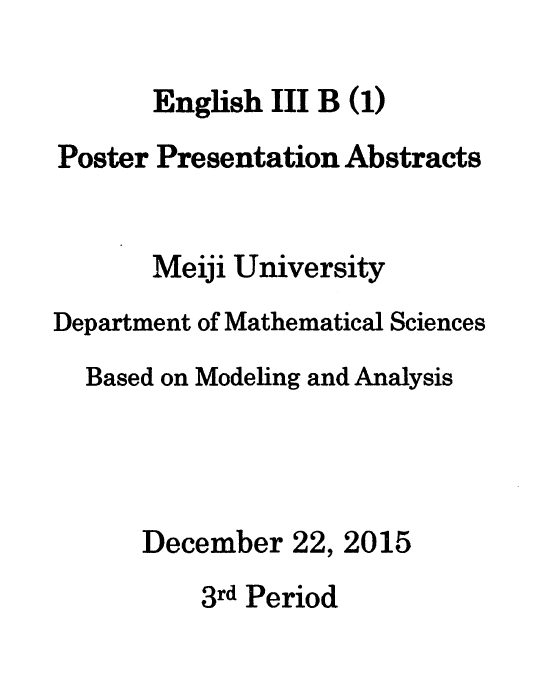 English III B (1)
Poster Presentation Abstracts
Meiji University
Department of Mathematical Sciences
Based on Modeling and Analysis
December 22, 2015
3rd Period